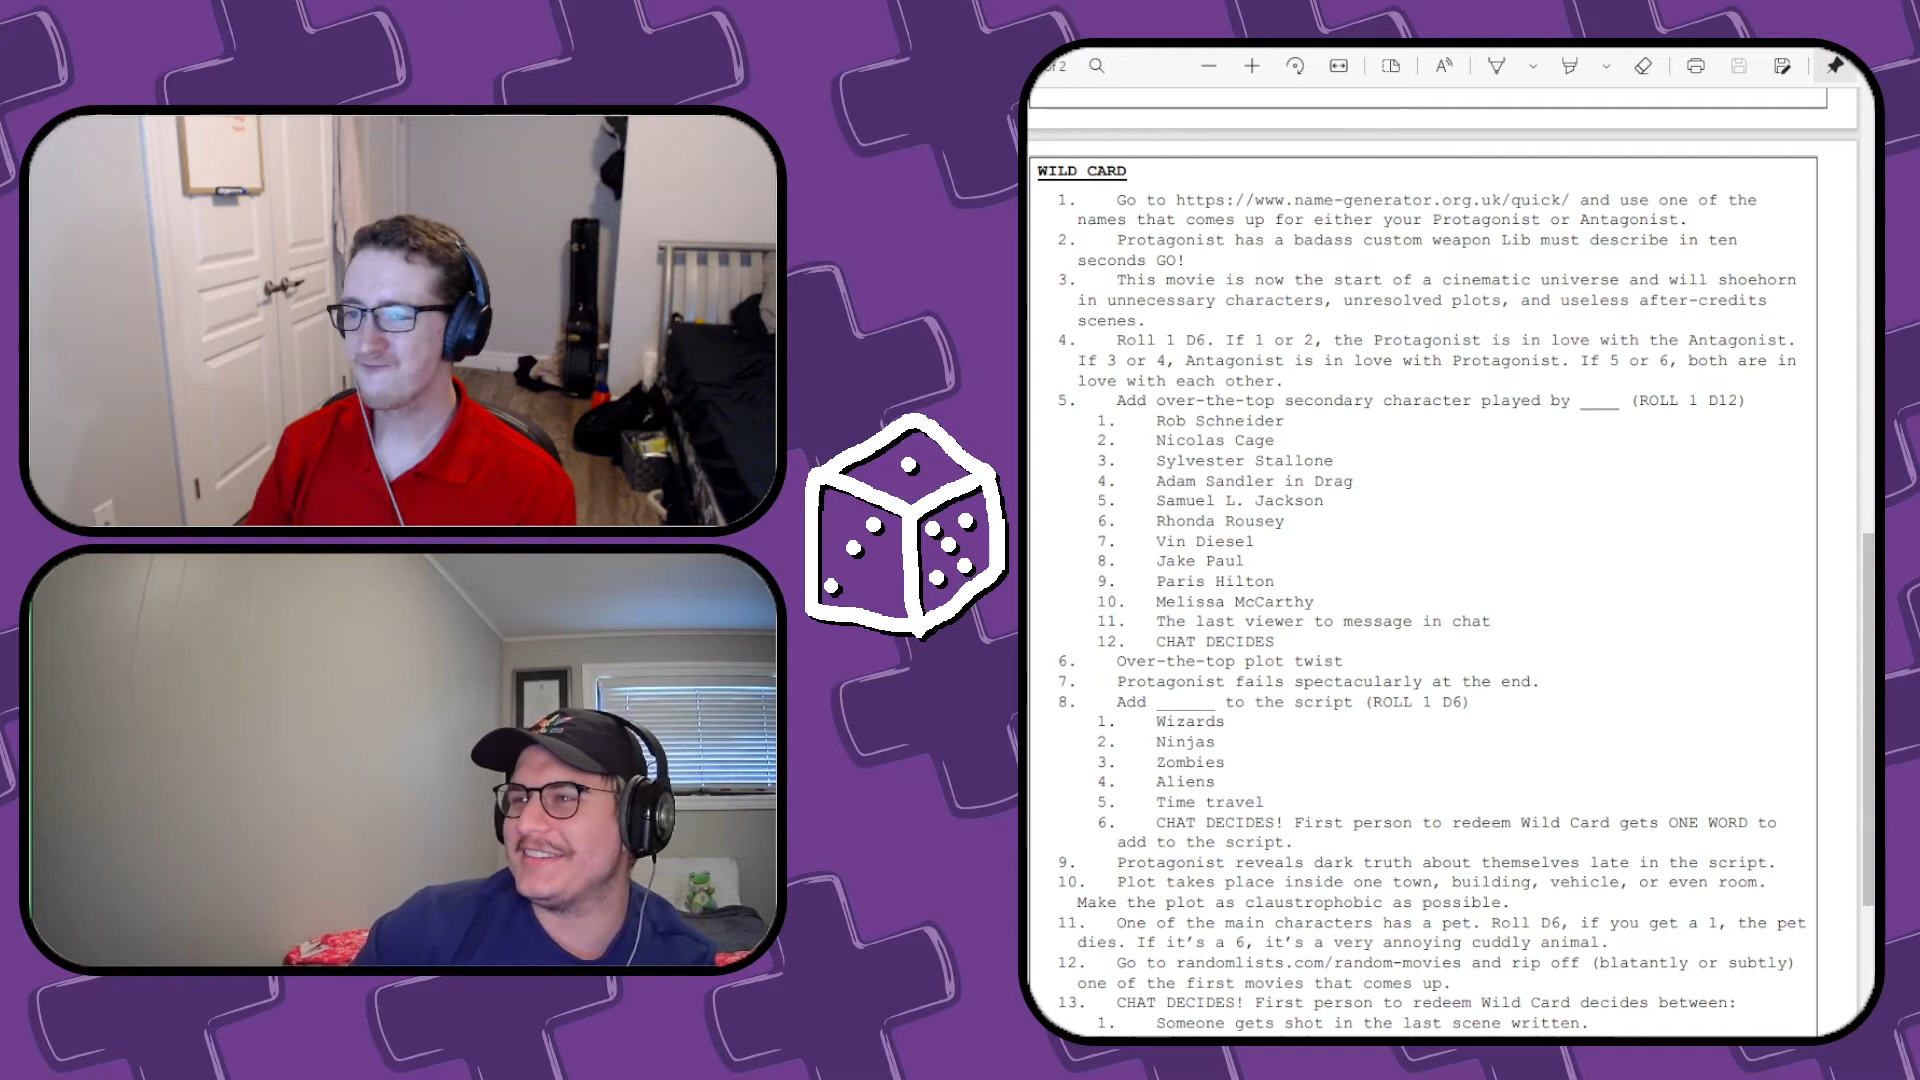 of 2
WILD CARD
1. Go to https://www.name-generator.org.uk/quick/ and use one of the
names that comes up for either your Protagonist or Antagonist.
2. Protagonist has a badass custom weapon Lib must describe in ten
seconds GO!
3. This movie is now the start of a cinematic universe and will shoehorn
in unnecessary characters, unresolved plots, and useless after-credits
scenes.
4. Roll 1 D6. If 1 or 2, the Protagonist is in love with the Antagonist.
If 3 or 4, Antagonist is in love with Protagonist. If 5 or 6, both are in
love with each other.
5. Add over-the-top secondary character played by ____ (ROLL 1 D12)
1. Rob Schneider
2. Nicolas Cage
3. Sylvester Stallone
4. Adam Sandler in Drag
5. Samuel L. Jackson
6. Rhonda Rousey
7. Vin Diesel
8. Jake Paul
9. Paris Hilton
10. Melissa McCarthy
11. The last viewer to message in chat
12. CHAT DECIDES
6. Over-the-top plot twist
7. Protagonist fails spectacularly at the end.
8. Add ______ to the script (ROLL 1 D6)
1. Wizards
2. Ninjas
3. Zombies
4. Aliens
5. Time travel
6. CHAT DECIDES! First person to redeem Wild Card gets ONE WORD to
add to the script.
9. Protagonist reveals dark truth about themselves late in the script.
10. Plot takes place inside one town, building, vehicle, or even room.
Make the plot as claustrophobic as possible.
11. One of the main characters has a pet. Roll D6, if you get a 1, the pet
dies. If it’s a 6, it’s a very annoying cuddly animal.
12. Go to randomlists.com/random-movies and rip off (blatantly or subtly)
one of the first movies that comes up.
13. CHAT DECIDES! First person to redeem Wild Card decides between:
1. Someone gets shot in the last scene written.